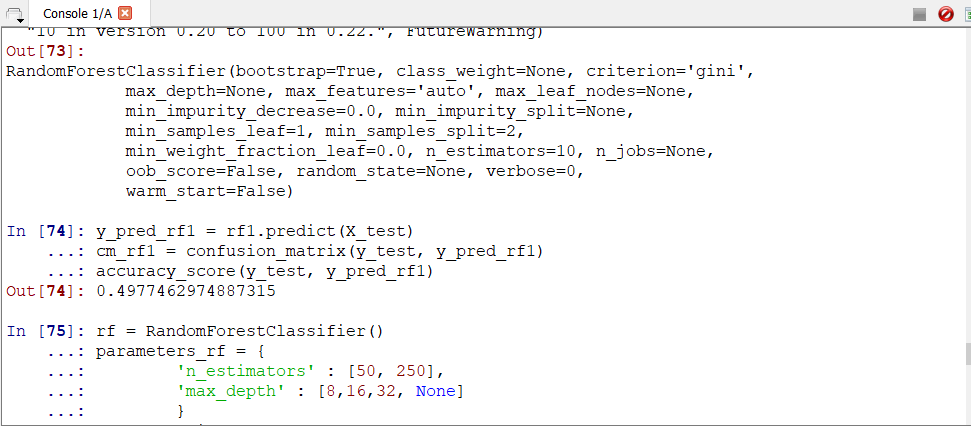 Console 1/A
"10 in version 0.20 to 100 in 0.22.", FutureWarning)
Out[73]:
RandomForestClassifier(bootstrap=True, class_weight=None, criterion='gini',
            max_depth=None, max_features='auto', max_leaf_nodes=None,
            min_impurity_decrease=0.0, min_impurity_split=None,
            min_samples_leaf=1, min_samples_split=2,
            min_weight_fraction_leaf=0.0, n_estimators=10, n_jobs=None,
            oob_score=False, random_state=None, verbose=0,
            warm_start=False)
In [74]: y_pred_rf1 = rf1.predict(X_test)
    ...: cm_rf1 = confusion_matrix(y_test, y_pred_rf1)
    ...: accuracy_score(y_test, y_pred_rf1)
Out[74]: 0.4977462974887315
In [75]: rf = RandomForestClassifier()
    ...: parameters_rf = {
    ...:         'n_estimators' : [50, 250],
    ...:         'max_depth' : [8,16,32, None]
    ...:         }